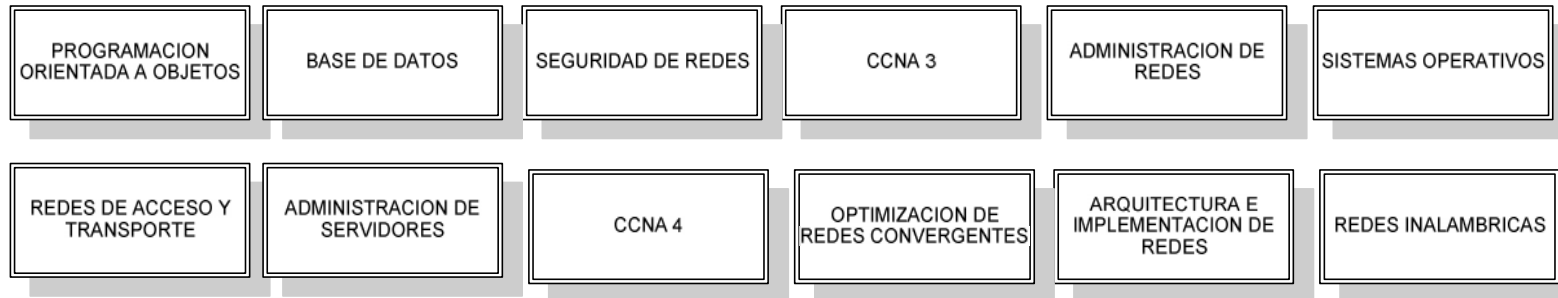 PROGRAMACION
ORIENTADA A OBJETOS
BASE DE DATOS
SEGURIDAD DE REDES
CCNA 3
ADMINISTRACION DE
REDES
SISTEMAS OPERATIVOS
REDES DE ACCESO Y
TRANSPORTE
ADMINISTRACION DE
SERVIDORES
CCNA 4
OPTIMIZACION DE
REDES CONVERGENTES
ARQUITECTURA E
IMPLEMENTACION DE
REDES
REDES INALAMBRICAS